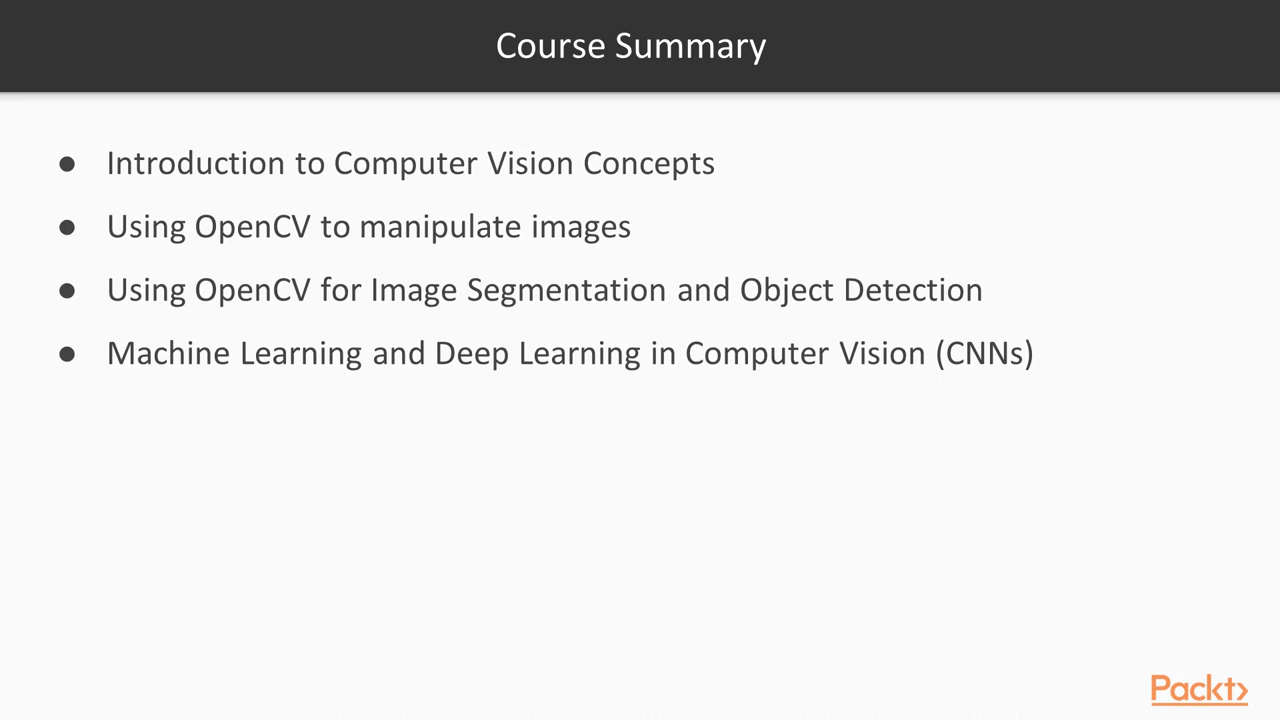 Course Summary
● Introduction to Computer Vision Concepts
● Using OpenCV to manipulate images
● Using OpenCV for Image Segmentation and Object Detection
● Machine Learning and Deep Learning in Computer Vision (CNNs)
Packt>